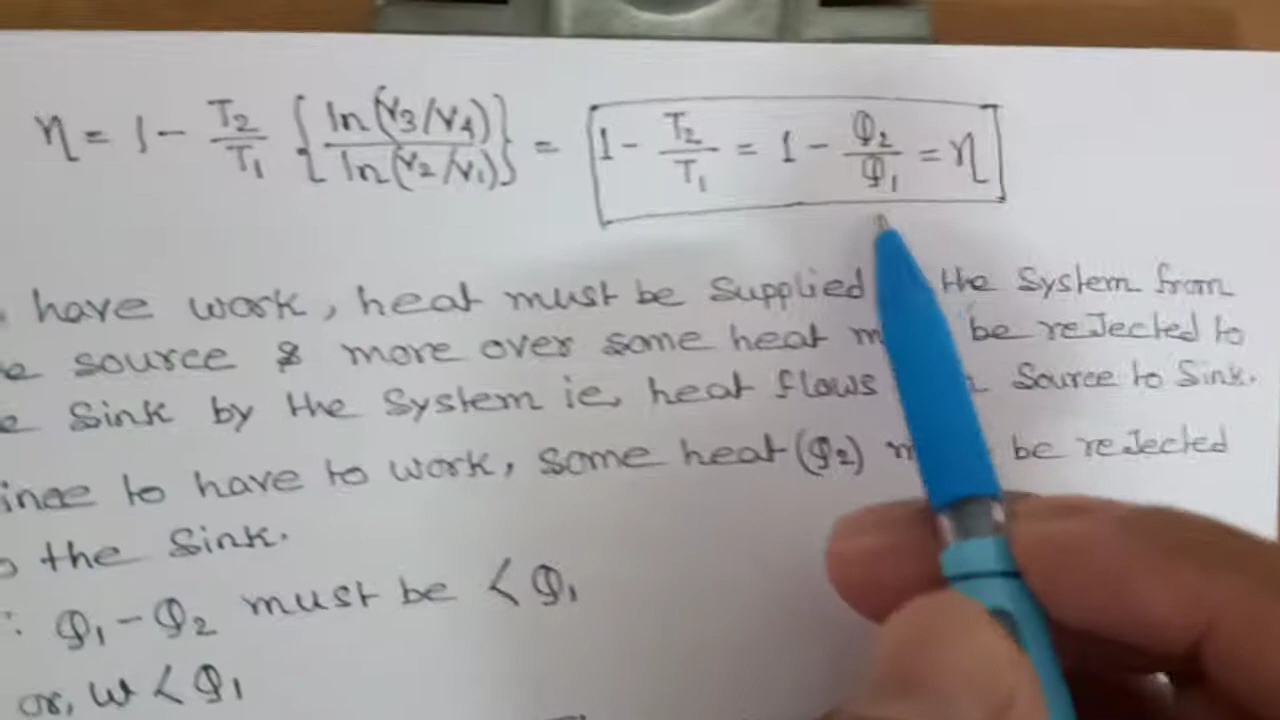 η = 1 - T2/T1 { ln(V3/V4) / ln(V2/V1) } = 1 - T2/T1 = 1 - Q2/Q1 = η
have work, heat must be supplied the system from
source & more over some heat be reJected to
sink by the system ie, heat flows source to sink.
to have to work, some heat (Q2) be reJected
the sink.
Q1 - Q2 must be < Q1
or, w < Q1